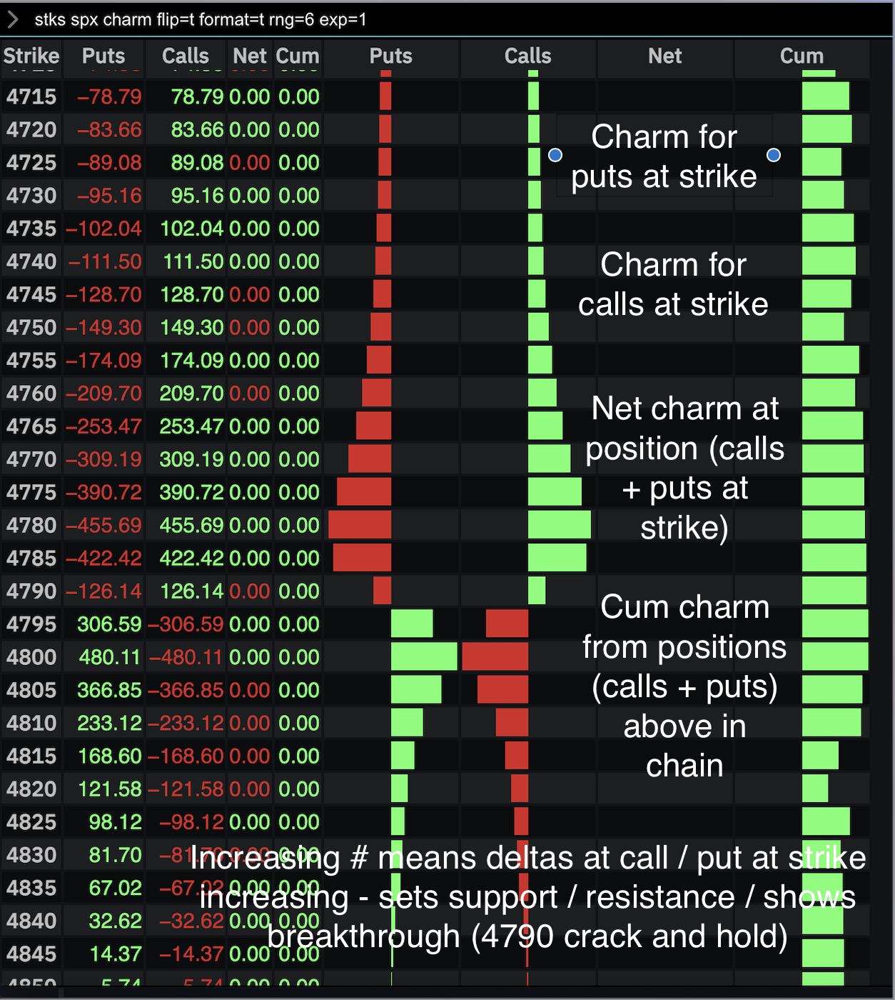 stks spx charm flip=t format=t rng=6 exp=1
Strike Puts Calls Net Cum Puts Calls Net Cum
4715 −78.79 78.79 0.00 0.00
4720 −83.66 83.66 0.00 0.00
4725 −89.08 89.08 0.00 0.00
4730 −95.16 95.16 0.00 0.00
4735 −102.04 102.04 0.00 0.00
4740 −111.50 111.50 0.00 0.00
4745 −128.70 128.70 0.00 0.00
4750 −149.30 149.30 0.00 0.00
4755 −174.09 174.09 0.00 0.00
4760 −209.70 209.70 0.00 0.00
4765 −253.47 253.47 0.00 0.00
4770 −309.19 309.19 0.00 0.00
4775 −390.72 390.72 0.00 0.00
4780 −455.69 455.69 0.00 0.00
4785 −422.42 422.42 0.00 0.00
4790 −126.14 126.14 0.00 0.00
4795 306.59 −306.59 0.00 0.00
4800 480.11 −480.11 0.00 0.00
4805 366.85 −366.85 0.00 0.00
4810 233.12 −233.12 0.00 0.00
4815 168.60 −168.60 0.00 0.00
4820 121.58 −121.58 0.00 0.00
4825 98.12 −98.12 0.00 0.00
4830 81.70 −81.70 0.00 0.00
4835 67.02 −67.02 0.00 0.00
4840 32.62 −32.62 0.00 0.00
4845 14.37 −14.37 0.00 0.00
4850 5.74
Charm for
puts at strike
Charm for
calls at strike
Net charm at
position (calls
+ puts at
strike)
Cum charm
from positions
(calls + puts)
above in
chain
Increasing # means deltas at call / put at strike
increasing - sets support / resistance / shows
breakthrough (4790 crack and hold)